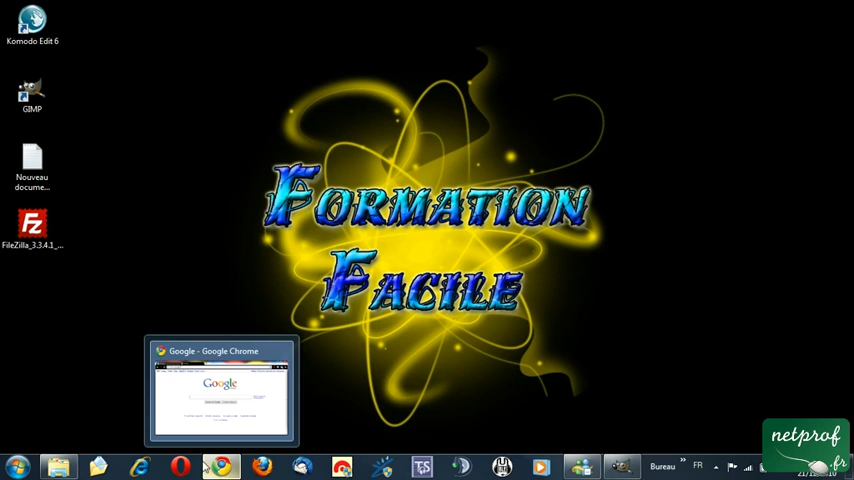 Komodo Edit 6
GIMP
Nouveau
docume...
FileZilla_3.3.4.1_...
FORMATION
FACILE
Google - Google Chrome
Google
TS
Bureau
»
FR
netprof
.fr